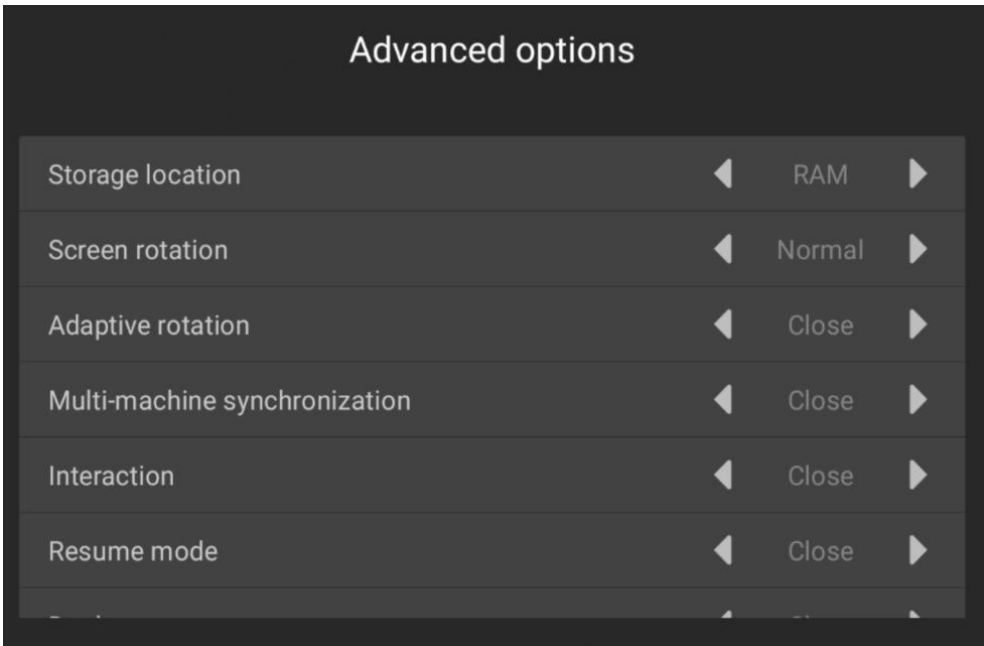 Advanced options
Storage location RAM
Screen rotation Normal
Adaptive rotation Close
Multi-machine synchronization Close
Interaction Close
Resume mode Close